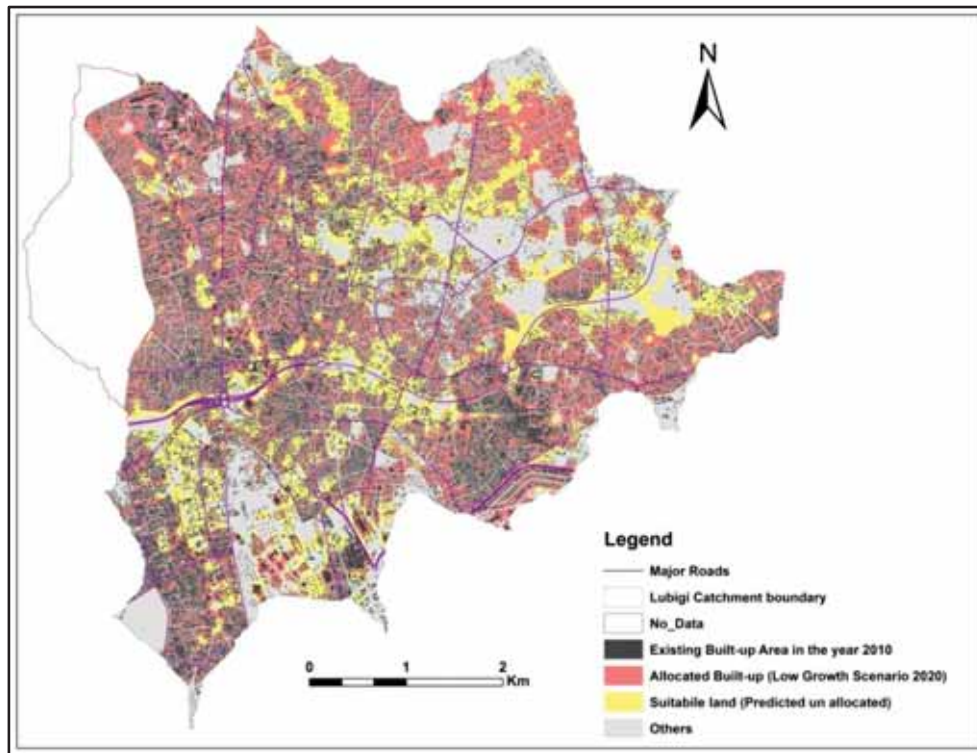 N
Legend
Major Roads
Lubigi Catchment boundary
No_Data
Existing Built-up Area in the year 2010
Allocated Built-up (Low Growth Scenario 2020)
Suitabile land (Predicted un allocated)
Others
0 1 2
Km